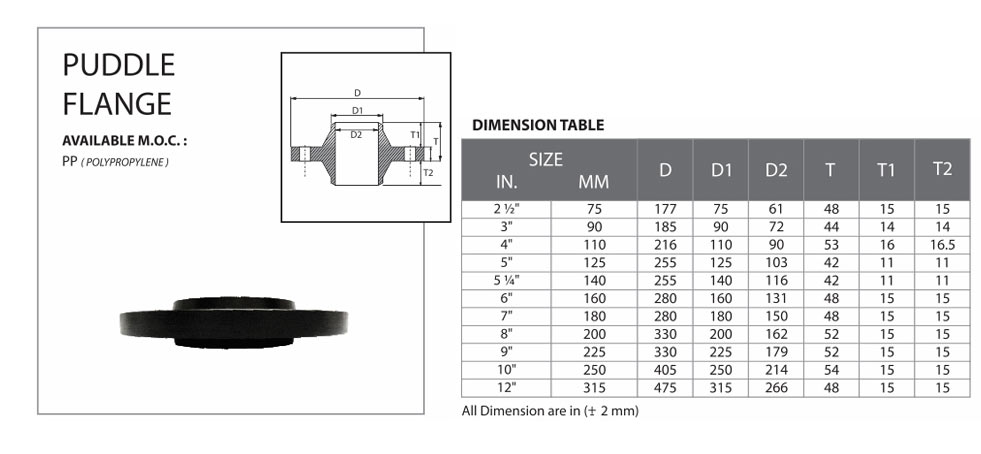 PUDDLE
FLANGE
AVAILABLE M.O.C. :
PP ( POLYPROPYLENE )
D
D1
D2
T1
T
T2
DIMENSION TABLE
SIZE
IN. MM D D1 D2 T T1 T2
2 ½" 75 177 75 61 48 15 15
3" 90 185 90 72 44 14 14
4" 110 216 110 90 53 16 16.5
5" 125 255 125 103 42 11 11
5 ¼" 140 255 140 116 42 11 11
6" 160 280 160 131 48 15 15
7" 180 280 180 150 48 15 15
8" 200 330 200 162 52 15 15
9" 225 330 225 179 52 15 15
10" 250 405 250 214 54 15 15
12" 315 475 315 266 48 15 15
All Dimension are in (± 2 mm)